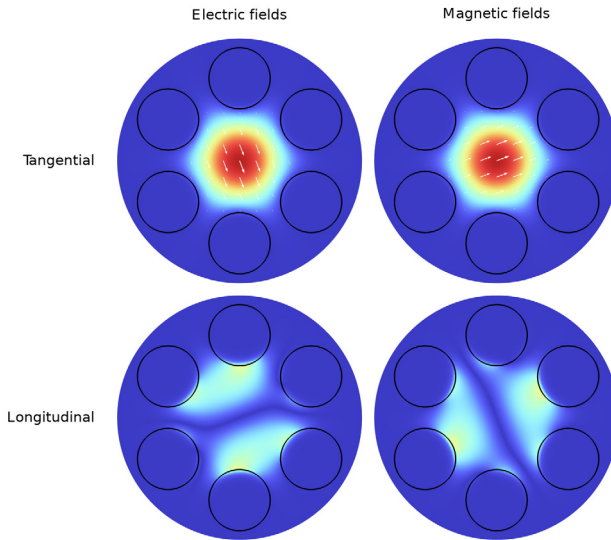 Electric fields
Magnetic fields
Tangential
Longitudinal